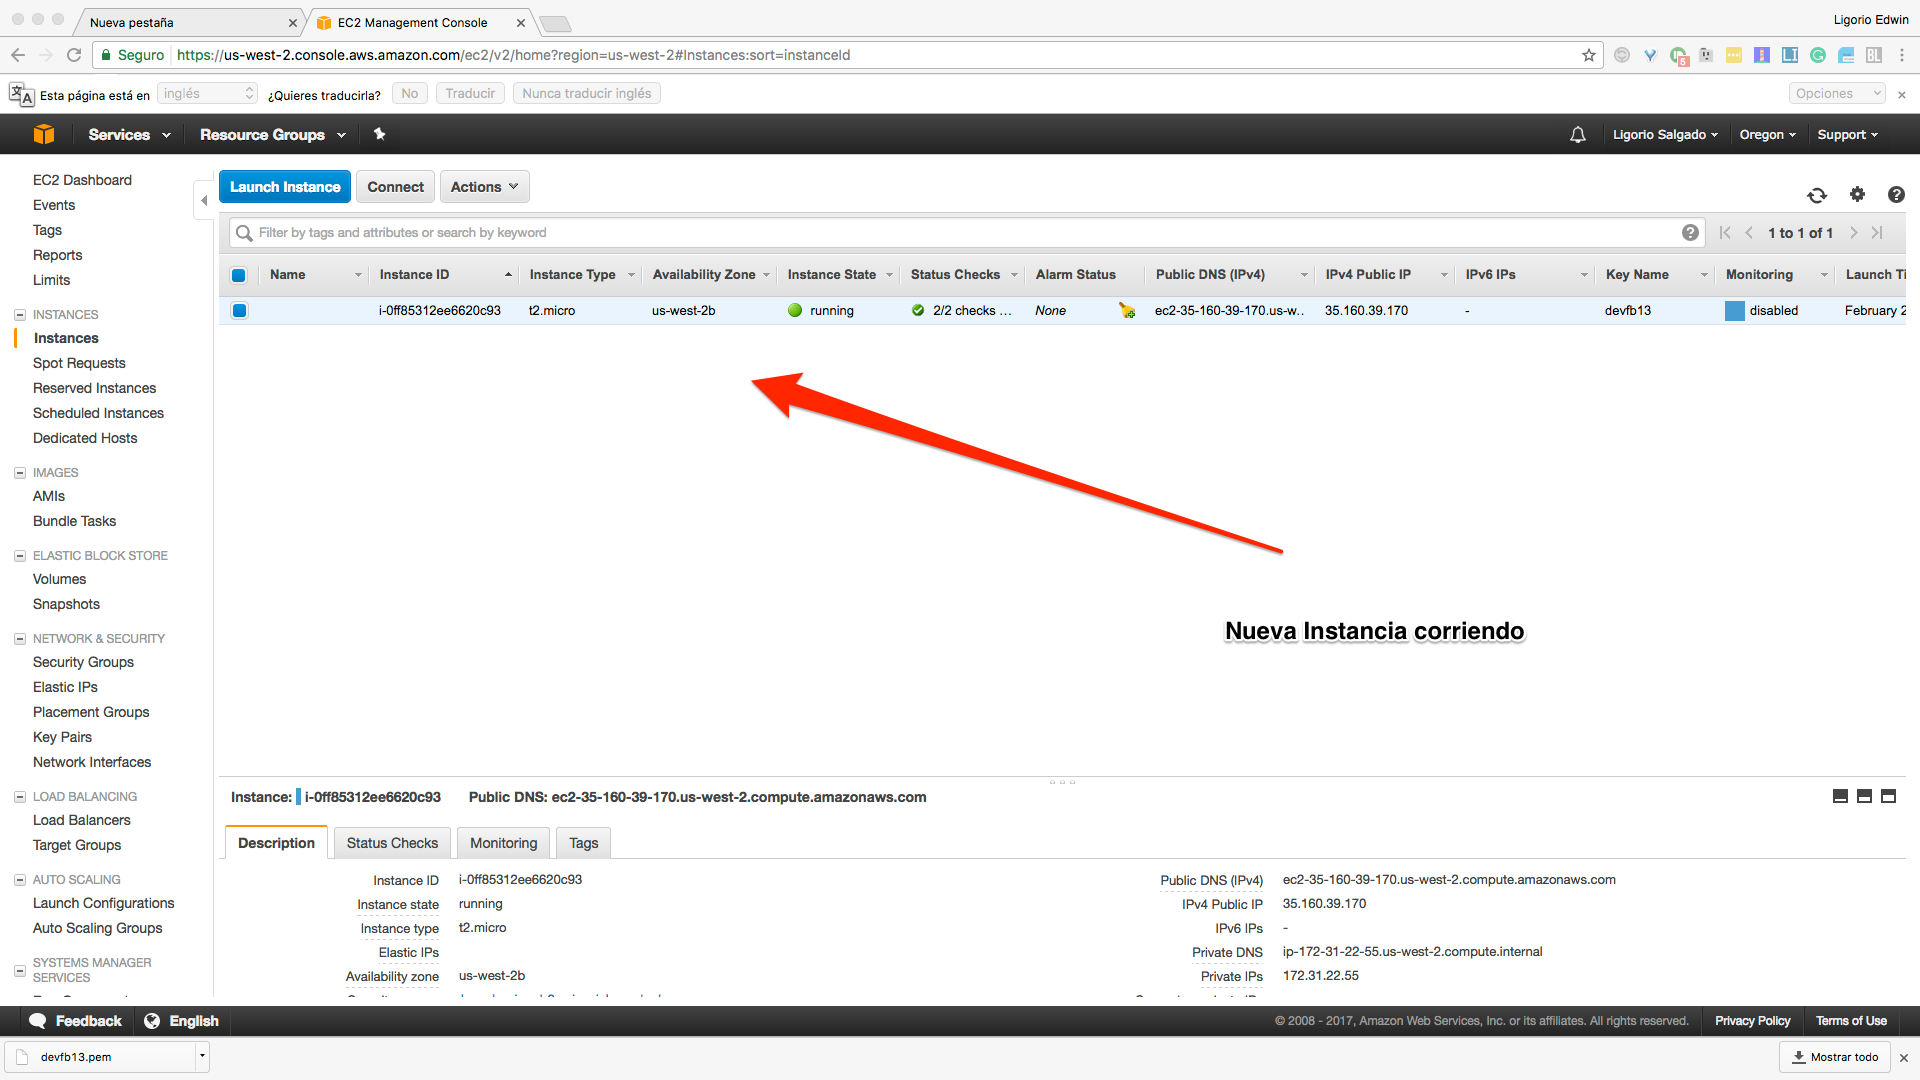 Nueva pestaña
EC2 Management Console
Ligorio Edwin
Seguro
https://us-west-2.console.aws.amazon.com/ec2/v2/home?region=us-west-2#Instances:sort=instanceId
5
LI
G
BL
Esta página está en
inglés
¿Quieres traducirla?
No
Traducir
Nunca traducir inglés
Opciones
Services
Resource Groups
Ligorio Salgado
Oregon
Support
EC2 Dashboard
Events
Tags
Reports
Limits
INSTANCES
Instances
Spot Requests
Reserved Instances
Scheduled Instances
Dedicated Hosts
IMAGES
AMIs
Bundle Tasks
ELASTIC BLOCK STORE
Volumes
Snapshots
NETWORK & SECURITY
Security Groups
Elastic IPs
Placement Groups
Key Pairs
Network Interfaces
LOAD BALANCING
Load Balancers
Target Groups
AUTO SCALING
Launch Configurations
Auto Scaling Groups
SYSTEMS MANAGER
SERVICES
Launch Instance
Connect
Actions
Filter by tags and attributes or search by keyword
1 to 1 of 1
Name Instance ID Instance Type Availability Zone Instance State Status Checks Alarm Status Public DNS (IPv4) IPv4 Public IP IPv6 IPs Key Name Monitoring Launch Ti
i-0ff85312ee6620c93 t2.micro us-west-2b running 2/2 checks ... None ec2-35-160-39-170.us-w... 35.160.39.170 - devfb13 disabled February 2
Nueva Instancia corriendo
Instance: i-0ff85312ee6620c93 Public DNS: ec2-35-160-39-170.us-west-2.compute.amazonaws.com
Description
Status Checks
Monitoring
Tags
Instance ID i-0ff85312ee6620c93
Instance state running
Instance type t2.micro
Elastic IPs
Availability zone us-west-2b
Public DNS (IPv4) ec2-35-160-39-170.us-west-2.compute.amazonaws.com
IPv4 Public IP 35.160.39.170
IPv6 IPs -
Private DNS ip-172-31-22-55.us-west-2.compute.internal
Private IPs 172.31.22.55
Feedback
English
© 2008 - 2017, Amazon Web Services, Inc. or its affiliates. All rights reserved.
Privacy Policy
Terms of Use
devfb13.pem
Mostrar todo